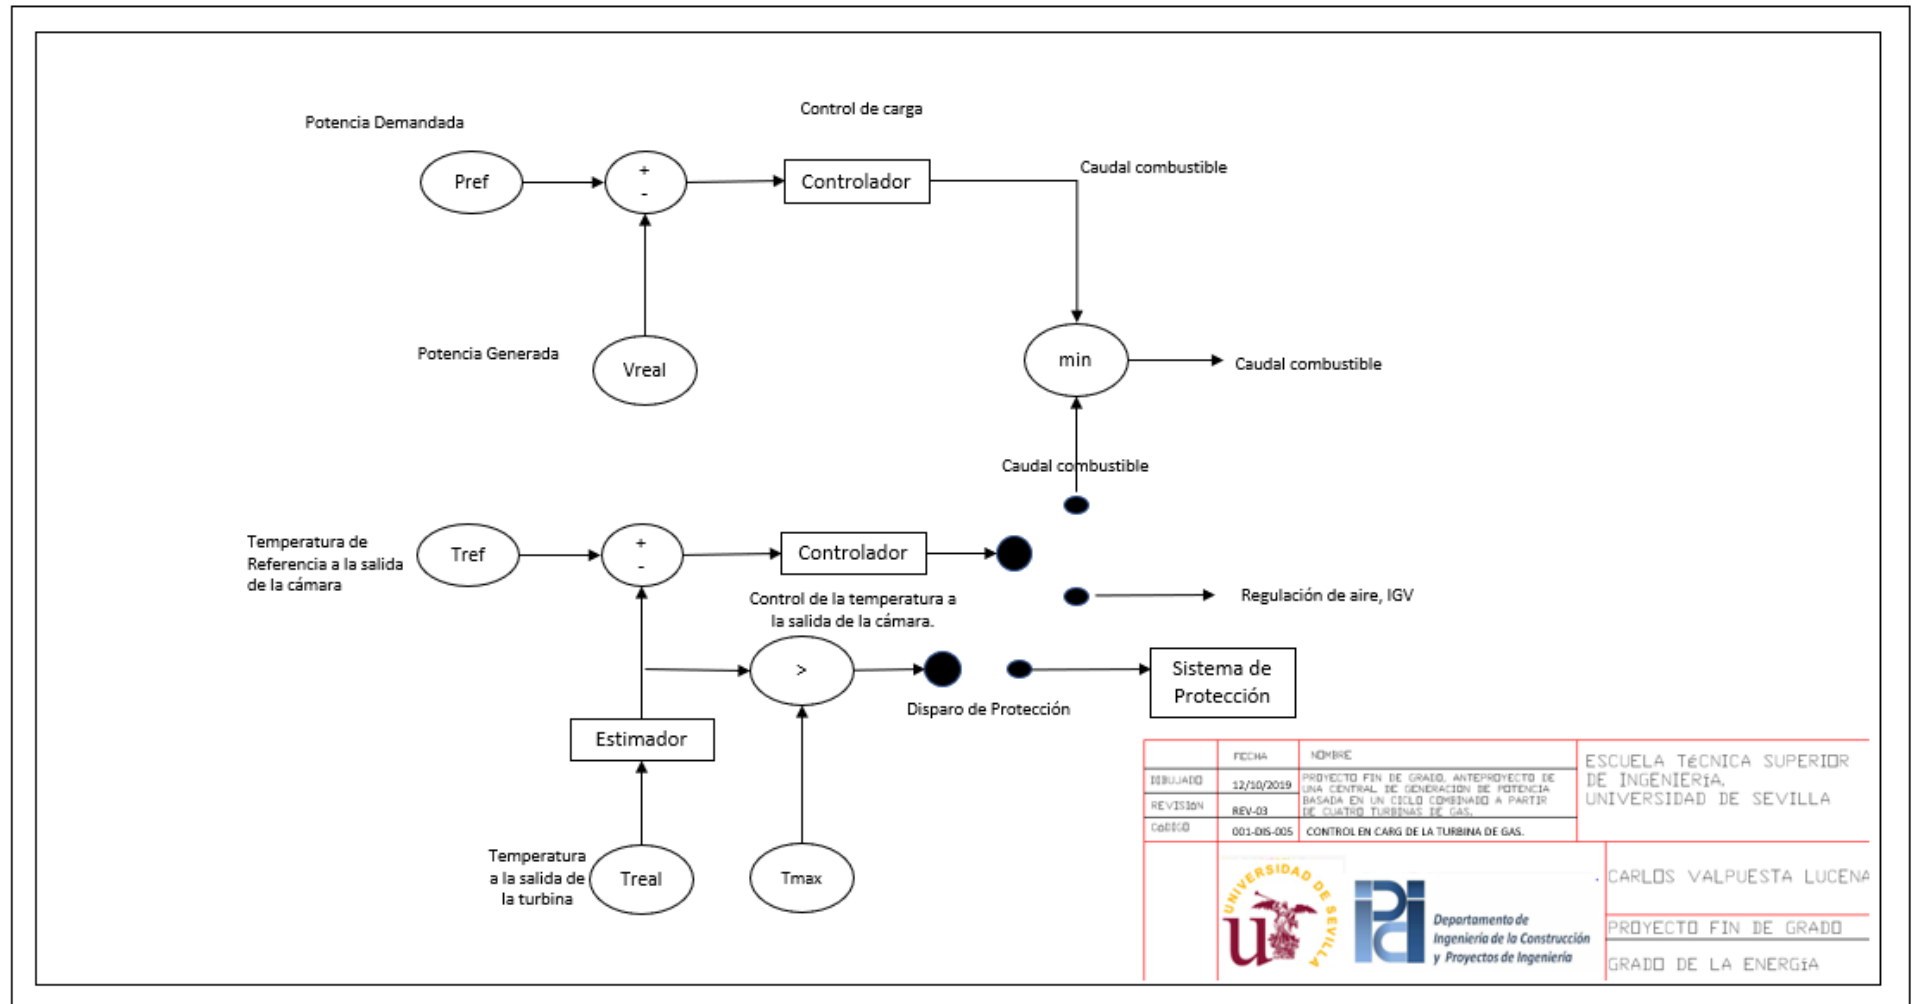 Control de carga
Potencia Demandada
Pref
+
-
Controlador
Caudal combustible
Potencia Generada
Vreal
min
Caudal combustible
Caudal combustible
Temperatura de
Referencia a la salida
de la cámara
Tref
+
-
Controlador
Control de la temperatura a
la salida de la cámara.
Regulación de aire, IGV
>
Disparo de Protección
Sistema de
Protección
Estimador
Temperatura
a la salida de
la turbina
Treal
Tmax
FECHA
NOMBRE
DIBUJADO
12/10/2019
PROYECTO FIN DE GRADO, ANTEPROYECTO DE
UNA CENTRAL DE GENERACIÓN DE POTENCIA
BASADA EN UN CICLO COMBINADO A PARTIR
DE CUATRO TURBINAS DE GAS.
REVISIÓN
REV-03
CÓDIGO
001-DIS-005
CONTROL EN CARG DE LA TURBINA DE GAS.
ESCUELA TéCNICA SUPERIOR
DE INGENIERíA,
UNIVERSIDAD DE SEVILLA
UNIVERSIDAD DE SEVILLA
Departamento de
Ingeniería de la Construcción
y Proyectos de Ingeniería
CARLOS VALPUESTA LUCENA
PROYECTO FIN DE GRADO
GRADO DE LA ENERGíA